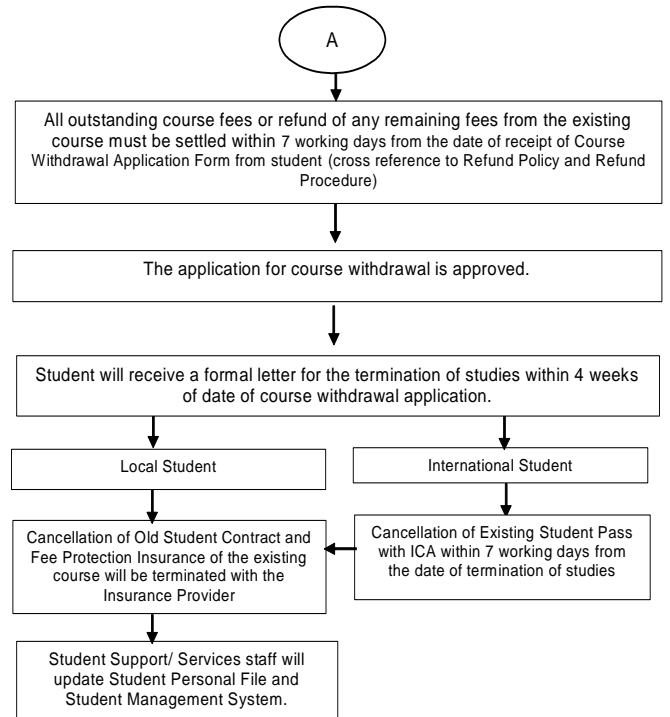 A
All outstanding course fees or refund of any remaining fees from the existing
course must be settled within 7 working days from the date of receipt of Course
Withdrawal Application Form from student (cross reference to Refund Policy and Refund
Procedure)
The application for course withdrawal is approved.
Student will receive a formal letter for the termination of studies within 4 weeks
of date of course withdrawal application.
Local Student
International Student
Cancellation of Old Student Contract and
Fee Protection Insurance of the existing
course will be terminated with the
Insurance Provider
Cancellation of Existing Student Pass
with ICA within 7 working days from
the date of termination of studies
Student Support/ Services staff will
update Student Personal File and
Student Management System.